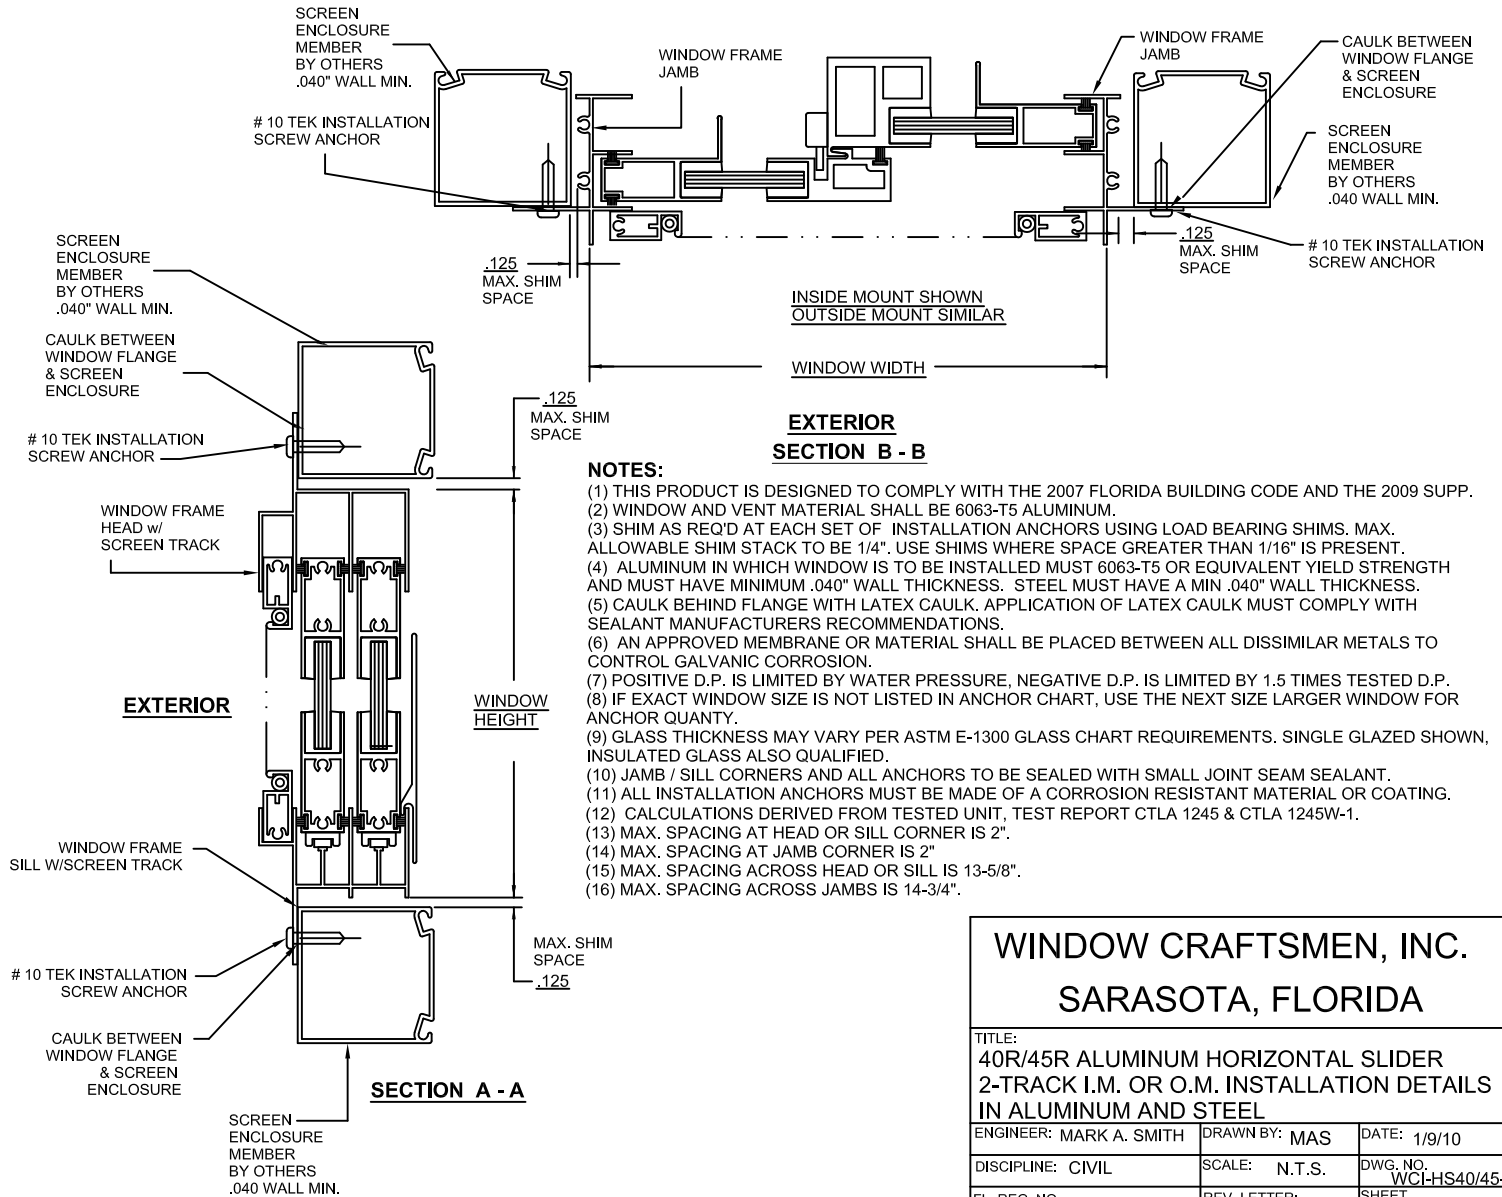 SCREEN
ENCLOSURE
MEMBER
BY OTHERS
.040" WALL MIN.
# 10 TEK INSTALLATION
SCREW ANCHOR
WINDOW FRAME
JAMB
WINDOW FRAME
JAMB
CAULK BETWEEN
WINDOW FLANGE
& SCREEN
ENCLOSURE
SCREEN
ENCLOSURE
MEMBER
BY OTHERS
.040 WALL MIN.
# 10 TEK INSTALLATION
SCREW ANCHOR
.125
MAX. SHIM
SPACE
.125
MAX. SHIM
SPACE
INSIDE MOUNT SHOWN
OUTSIDE MOUNT SIMILAR
WINDOW WIDTH
EXTERIOR
SECTION B - B
SCREEN
ENCLOSURE
MEMBER
BY OTHERS
.040" WALL MIN.
CAULK BETWEEN
WINDOW FLANGE
& SCREEN
ENCLOSURE
# 10 TEK INSTALLATION
SCREW ANCHOR
WINDOW FRAME
HEAD w/
SCREEN TRACK
.125
MAX. SHIM
SPACE
EXTERIOR
WINDOW
HEIGHT
WINDOW FRAME
SILL W/SCREEN TRACK
# 10 TEK INSTALLATION
SCREW ANCHOR
CAULK BETWEEN
WINDOW FLANGE
& SCREEN
ENCLOSURE
MAX. SHIM
SPACE
.125
SECTION A - A
SCREEN
ENCLOSURE
MEMBER
BY OTHERS
.040 WALL MIN.
NOTES:
(1) THIS PRODUCT IS DESIGNED TO COMPLY WITH THE 2007 FLORIDA BUILDING CODE AND THE 2009 SUPP.
(2) WINDOW AND VENT MATERIAL SHALL BE 6063-T5 ALUMINUM.
(3) SHIM AS REQ'D AT EACH SET OF INSTALLATION ANCHORS USING LOAD BEARING SHIMS. MAX.
ALLOWABLE SHIM STACK TO BE 1/4". USE SHIMS WHERE SPACE GREATER THAN 1/16" IS PRESENT.
(4) ALUMINUM IN WHICH WINDOW IS TO BE INSTALLED MUST 6063-T5 OR EQUIVALENT YIELD STRENGTH
AND MUST HAVE MINIMUM .040" WALL THICKNESS. STEEL MUST HAVE A MIN .040" WALL THICKNESS.
(5) CAULK BEHIND FLANGE WITH LATEX CAULK. APPLICATION OF LATEX CAULK MUST COMPLY WITH
SEALANT MANUFACTURERS RECOMMENDATIONS.
(6) AN APPROVED MEMBRANE OR MATERIAL SHALL BE PLACED BETWEEN ALL DISSIMILAR METALS TO
CONTROL GALVANIC CORROSION.
(7) POSITIVE D.P. IS LIMITED BY WATER PRESSURE, NEGATIVE D.P. IS LIMITED BY 1.5 TIMES TESTED D.P.
(8) IF EXACT WINDOW SIZE IS NOT LISTED IN ANCHOR CHART, USE THE NEXT SIZE LARGER WINDOW FOR
ANCHOR QUANTY.
(9) GLASS THICKNESS MAY VARY PER ASTM E-1300 GLASS CHART REQUIREMENTS. SINGLE GLAZED SHOWN,
INSULATED GLASS ALSO QUALIFIED.
(10) JAMB / SILL CORNERS AND ALL ANCHORS TO BE SEALED WITH SMALL JOINT SEAM SEALANT.
(11) ALL INSTALLATION ANCHORS MUST BE MADE OF A CORROSION RESISTANT MATERIAL OR COATING.
(12) CALCULATIONS DERIVED FROM TESTED UNIT, TEST REPORT CTLA 1245 & CTLA 1245W-1.
(13) MAX. SPACING AT HEAD OR SILL CORNER IS 2".
(14) MAX. SPACING AT JAMB CORNER IS 2"
(15) MAX. SPACING ACROSS HEAD OR SILL IS 13-5/8".
(16) MAX. SPACING ACROSS JAMBS IS 14-3/4".
WINDOW CRAFTSMEN, INC.
SARASOTA, FLORIDA
TITLE:
40R/45R ALUMINUM HORIZONTAL SLIDER
2-TRACK I.M. OR O.M. INSTALLATION DETAILS
IN ALUMINUM AND STEEL
ENGINEER: MARK A. SMITH DRAWN BY: MAS DATE: 1/9/10
DISCIPLINE: CIVIL SCALE: N.T.S. DWG. NO. WCI-HS40/45-